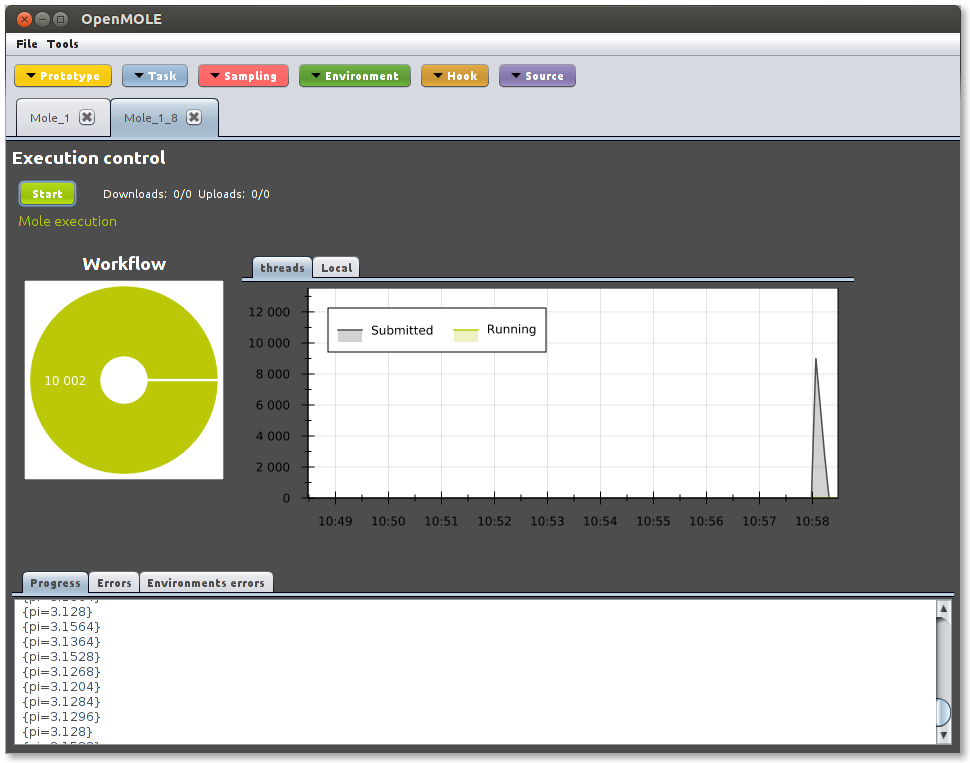 OpenMOLE
File Tools
Prototype Task Sampling Environment Hook Source
Mole_1 Mole_1_8
Execution control
Start Downloads: 0/0 Uploads: 0/0
Mole execution
Workflow
10 002
threads Local
Submitted Running
12 000
10 000
8 000
6 000
4 000
2 000
0
10:49 10:50 10:51 10:52 10:53 10:54 10:55 10:56 10:57 10:58
Progress Errors Environments errors
{pi=3.128}
{pi=3.1564}
{pi=3.1364}
{pi=3.1528}
{pi=3.1268}
{pi=3.1204}
{pi=3.1284}
{pi=3.1296}
{pi=3.128}